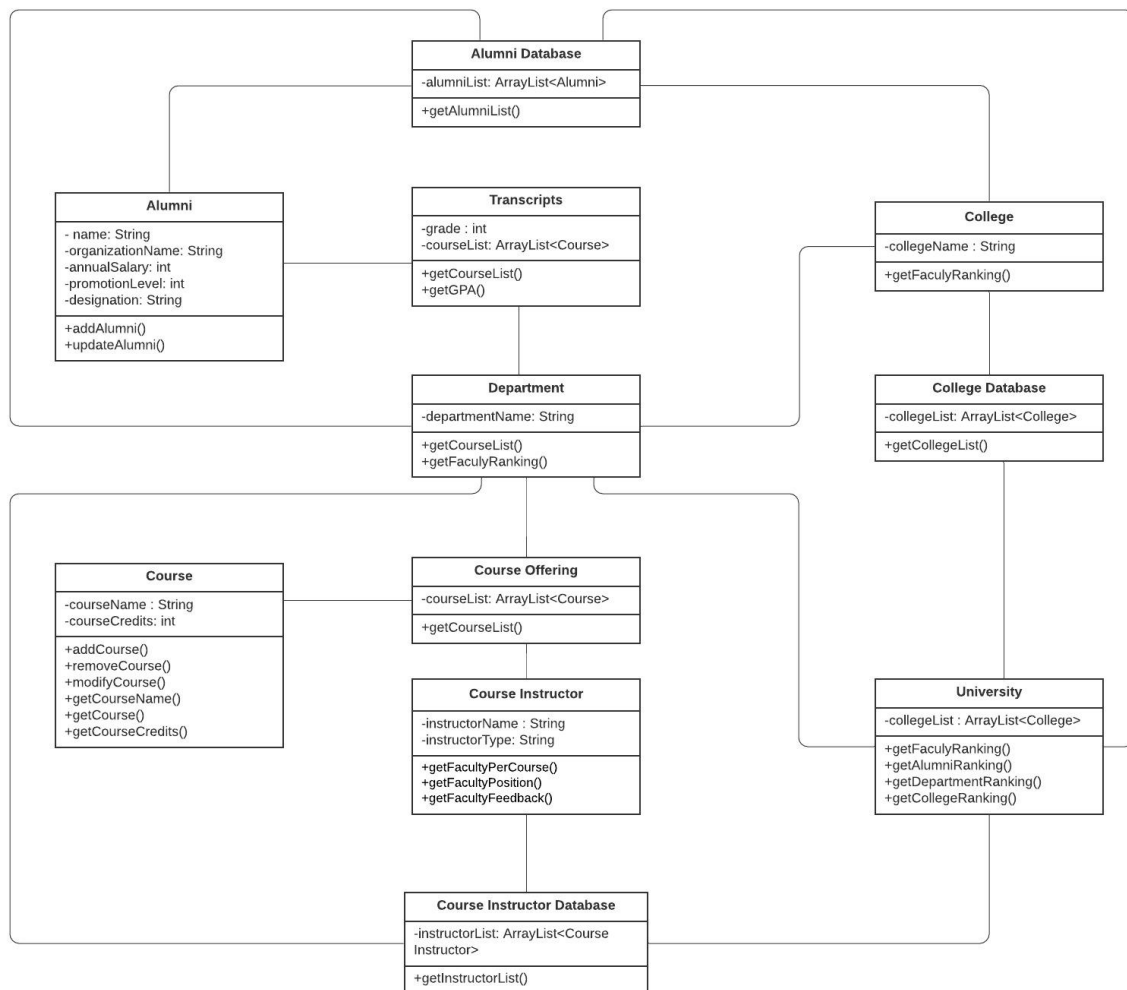 Alumni Database
-alumniList: ArrayList<Alumni>
+getAlumniList()
Alumni
- name: String
-organizationName: String
-annualSalary: int
-promotionLevel: int
-designation: String
+addAlumni()
+updateAlumni()
Transcripts
-grade : int
-courseList: ArrayList<Course>
+getCourseList()
+getGPA()
College
-collegeName : String
+getFaculyRanking()
Department
-departmentName: String
+getCourseList()
+getFaculyRanking()
College Database
-collegeList: ArrayList<College>
+getCollegeList()
Course
-courseName : String
-courseCredits: int
+addCourse()
+removeCourse()
+modifyCourse()
+getCourseName()
+getCourse()
+getCourseCredits()
Course Offering
-courseList: ArrayList<Course>
+getCourseList()
Course Instructor
-instructorName : String
-instructorType: String
+getFacultyPerCourse()
+getFacultyPosition()
+getFacultyFeedback()
University
-collegeList : ArrayList<College>
+getFaculyRanking()
+getAlumniRanking()
+getDepartmentRanking()
+getCollegeRanking()
Course Instructor Database
-instructorList: ArrayList<Course
Instructor>
+getInstructorList()